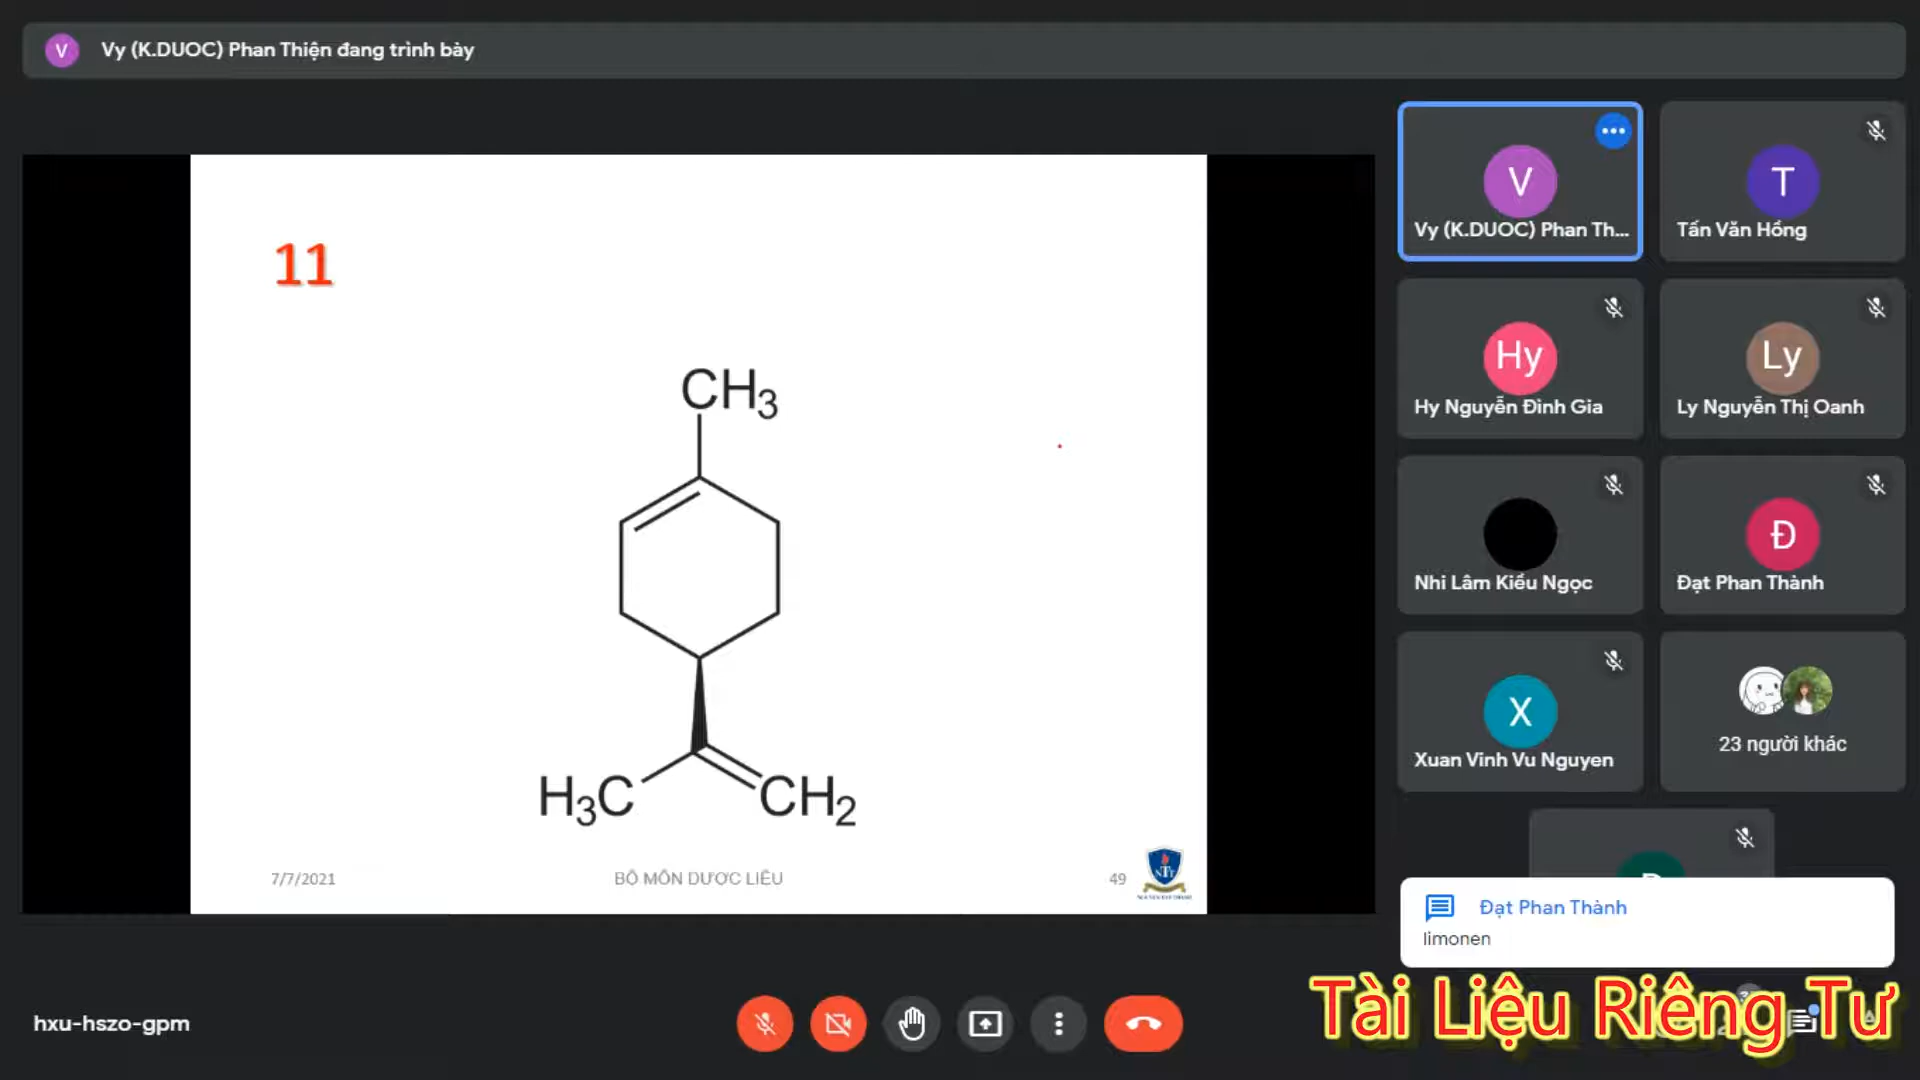 V
Vy (K.DUOC) Phan Thiện đang trình bày
11
CH3
H3C
CH2
7/7/2021
BỘ MÔN DƯỢC LIỆU
49
NTT
V
Vy (K.DUOC) Phan Th...
T
Tấn Văn Hồng
Hy
Hy Nguyễn Đình Gia
Ly
Ly Nguyễn Thị Oanh
Nhi Lâm Kiều Ngọc
Đ
Đạt Phan Thành
X
Xuan Vinh Vu Nguyen
23 người khác
Đạt Phan Thành
limonen
Tài Liệu Riêng Tư
hxu-hszo-gpm